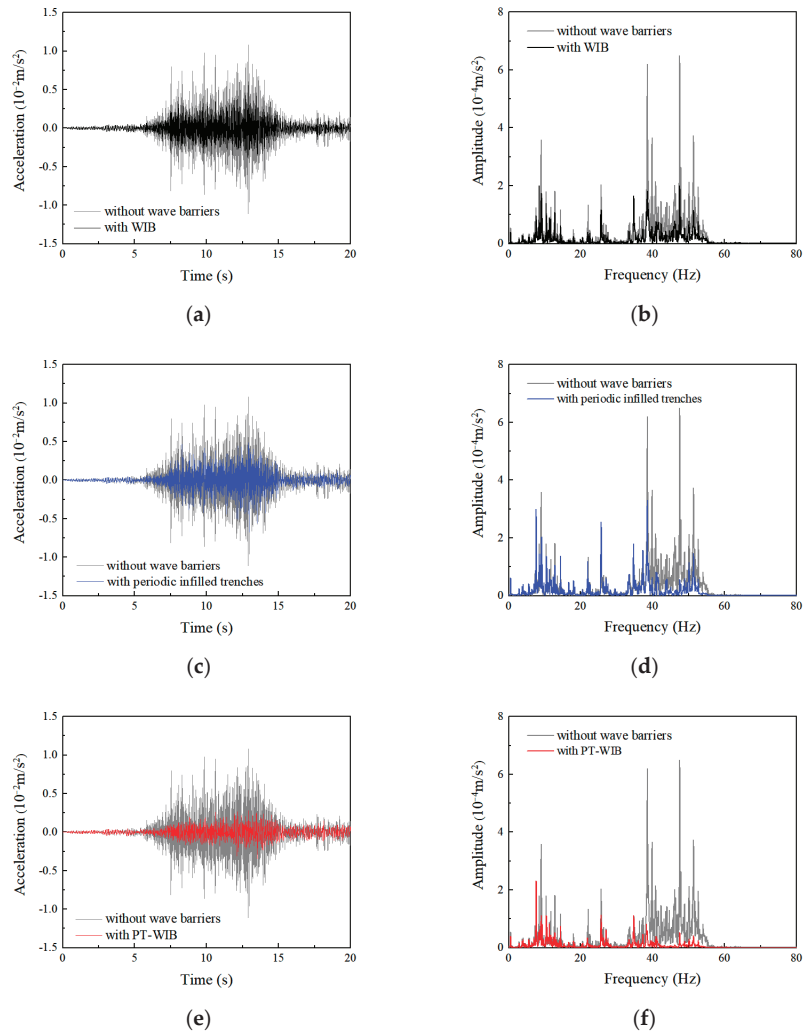 1.5
1.0
0.5
0.0
-0.5
-1.0
-1.5
Acceleration (10⁻²m/s²)
without wave barriers
with WIB
0 5 10 15 20
Time (s)
(a)
8
6
4
2
0
Amplitude (10⁻⁴m/s²)
without wave barriers
with WIB
0 20 40 60 80
Frequency (Hz)
(b)
1.5
1.0
0.5
0.0
-0.5
-1.0
-1.5
Acceleration (10⁻²m/s²)
without wave barriers
with periodic infilled trenches
0 5 10 15 20
Time (s)
(c)
8
6
4
2
0
Amplitude (10⁻⁴m/s²)
without wave barriers
with periodic infilled trenches
0 20 40 60 80
Frequency (Hz)
(d)
1.5
1.0
0.5
0.0
-0.5
-1.0
-1.5
Acceleration (10⁻²m/s²)
without wave barriers
with PT-WIB
0 5 10 15 20
Time (s)
(e)
8
6
4
2
0
Amplitude (10⁻⁴m/s²)
without wave barriers
with PT-WIB
0 20 40 60 80
Frequency (Hz)
(f)